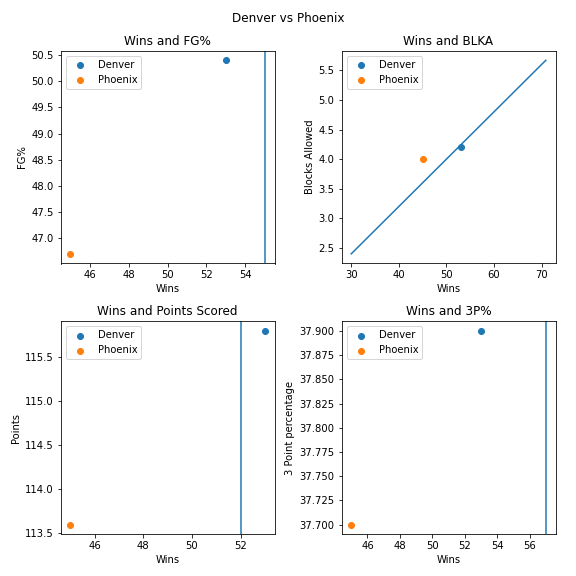 Denver vs Phoenix
Wins and FG%
50.5
50.0
49.5
49.0
48.5
48.0
47.5
47.0
FG%
Denver
Phoenix
46 48 50 52 54
Wins
Wins and BLKA
5.5
5.0
4.5
4.0
3.5
3.0
2.5
Blocks Allowed
Denver
Phoenix
30 40 50 60 70
Wins
Wins and Points Scored
115.5
115.0
114.5
114.0
113.5
Points
Denver
Phoenix
46 48 50 52
Wins
Wins and 3P%
37.900
37.875
37.850
37.825
37.800
37.775
37.750
37.725
37.700
3 Point percentage
Denver
Phoenix
46 48 50 52 54 56
Wins